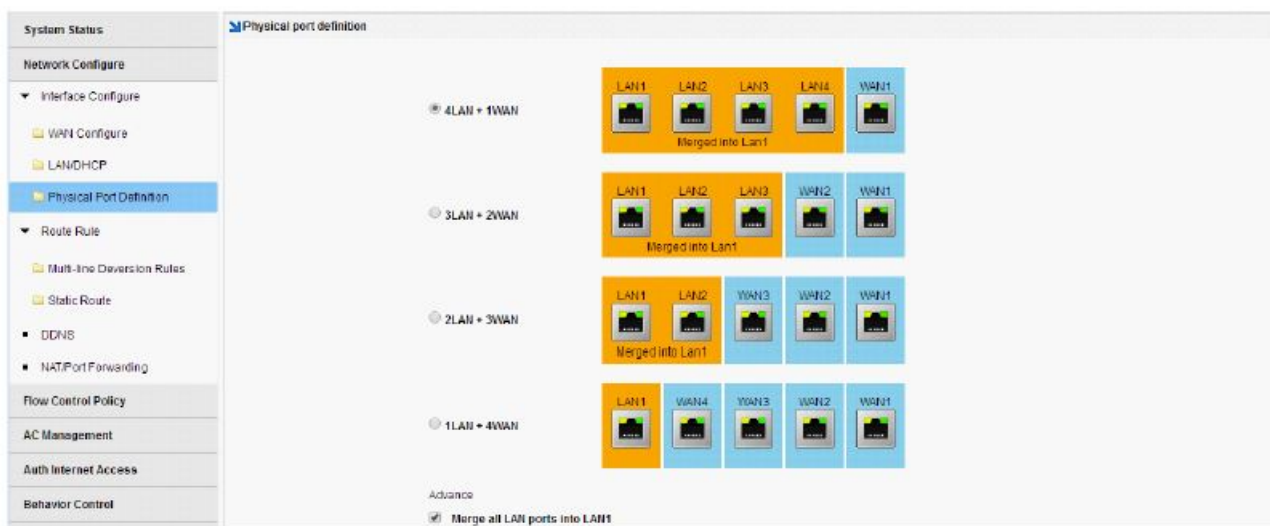 System Status
Network Configure
Interface Configure
WAN Configure
LAN/DHCP
Physical Port Definition
Route Rule
Multi-line Deversion Rules
Static Route
DDNS
NAT/Port Forwarding
Flow Control Policy
AC Management
Auth Internet Access
Behavior Control
Physical port definition
4LAN + 1WAN
LAN1 LAN2 LAN3 LAN4 WAN1
Merged into Lan1
3LAN + 2WAN
LAN1 LAN2 LAN3 WAN2 WAN1
Merged into Lan1
2LAN + 3WAN
LAN1 LAN2 WAN3 WAN2 WAN1
Merged into Lan1
1LAN + 4WAN
LAN1 WAN4 WAN3 WAN2 WAN1
Advance
Merge all LAN ports into LAN1